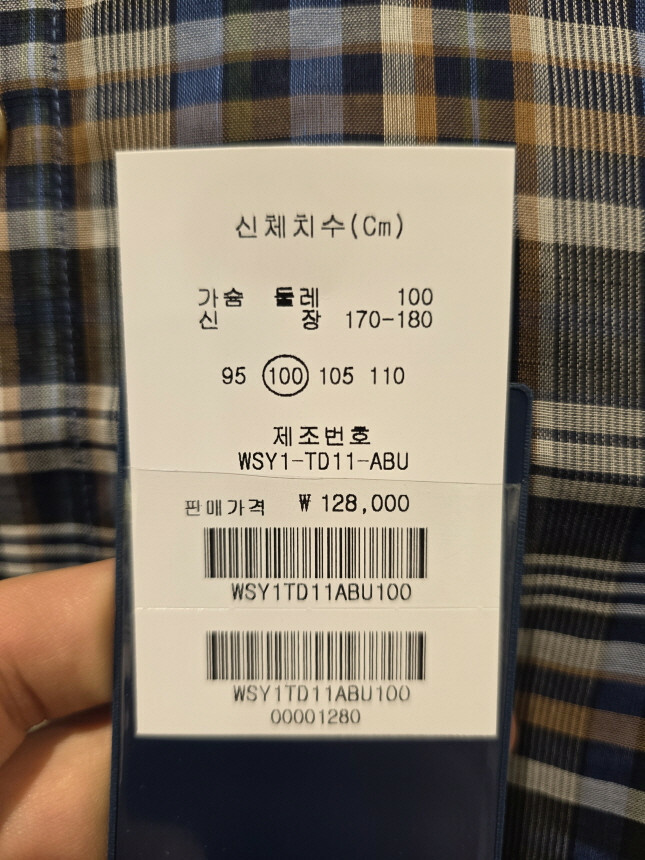 신체치수(Cm)
가슴 둘레 100
신 장 170-180
95 100 105 110
제조번호
WSY1-TD11-ABU
판매가격 ₩ 128,000
WSY1TD11ABU100
WSY1TD11ABU100
00001280